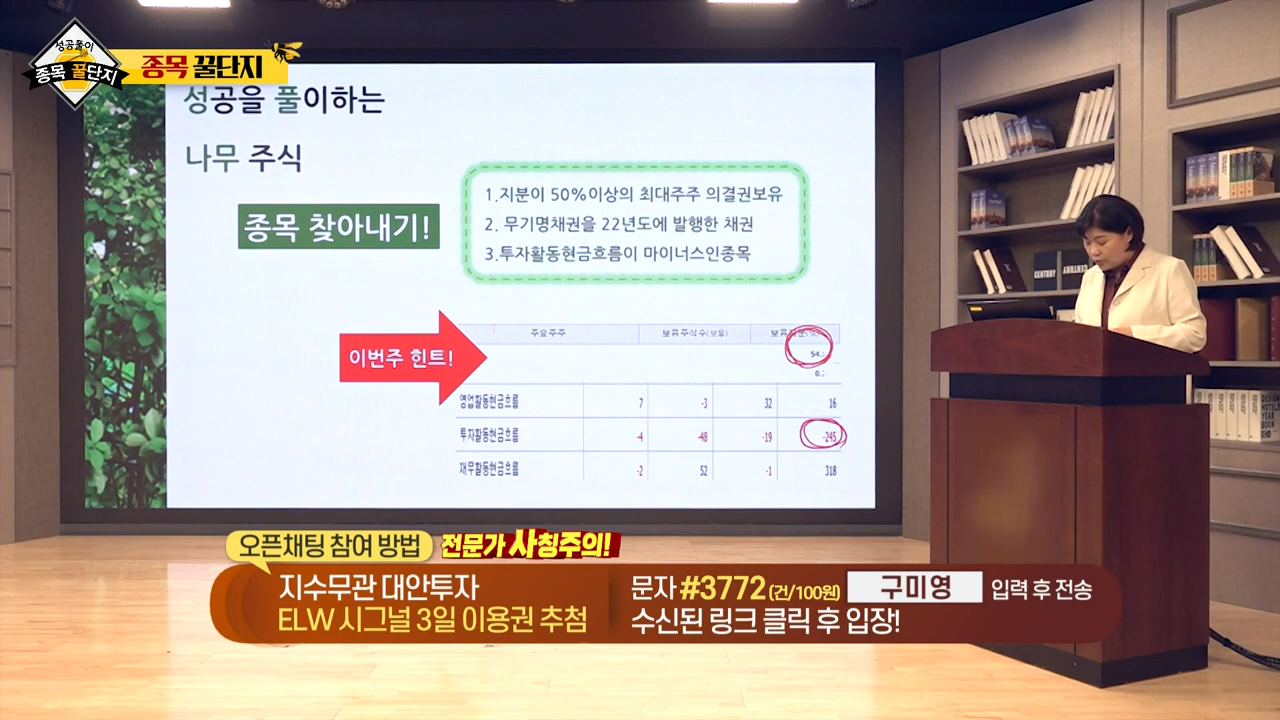 성공풀이
종목 꿀단지
종목 꿀단지
성공을 풀이하는
나무 주식
종목 찾아내기!
1.지분이 50%이상의 최대주주 의결권보유
2. 무기명채권을 22년도에 발행한 채권
3.투자활동현금흐름이 마이너스인종목
이번주 힌트!
주요주주 보유주식수(보통)
54.
0.
영업활동현금흐름 7 -3 32 16
투자활동현금흐름 -4 -48 -19 -245
재무활동현금흐름 -2 52 -1 318
CENTURY
오픈채팅 참여 방법 전문가 사칭주의!
지수무관 대안투자
ELW 시그널 3일 이용권 추첨
문자 #3772 (건/100원) 구미영 입력 후 전송
수신된 링크 클릭 후 입장!